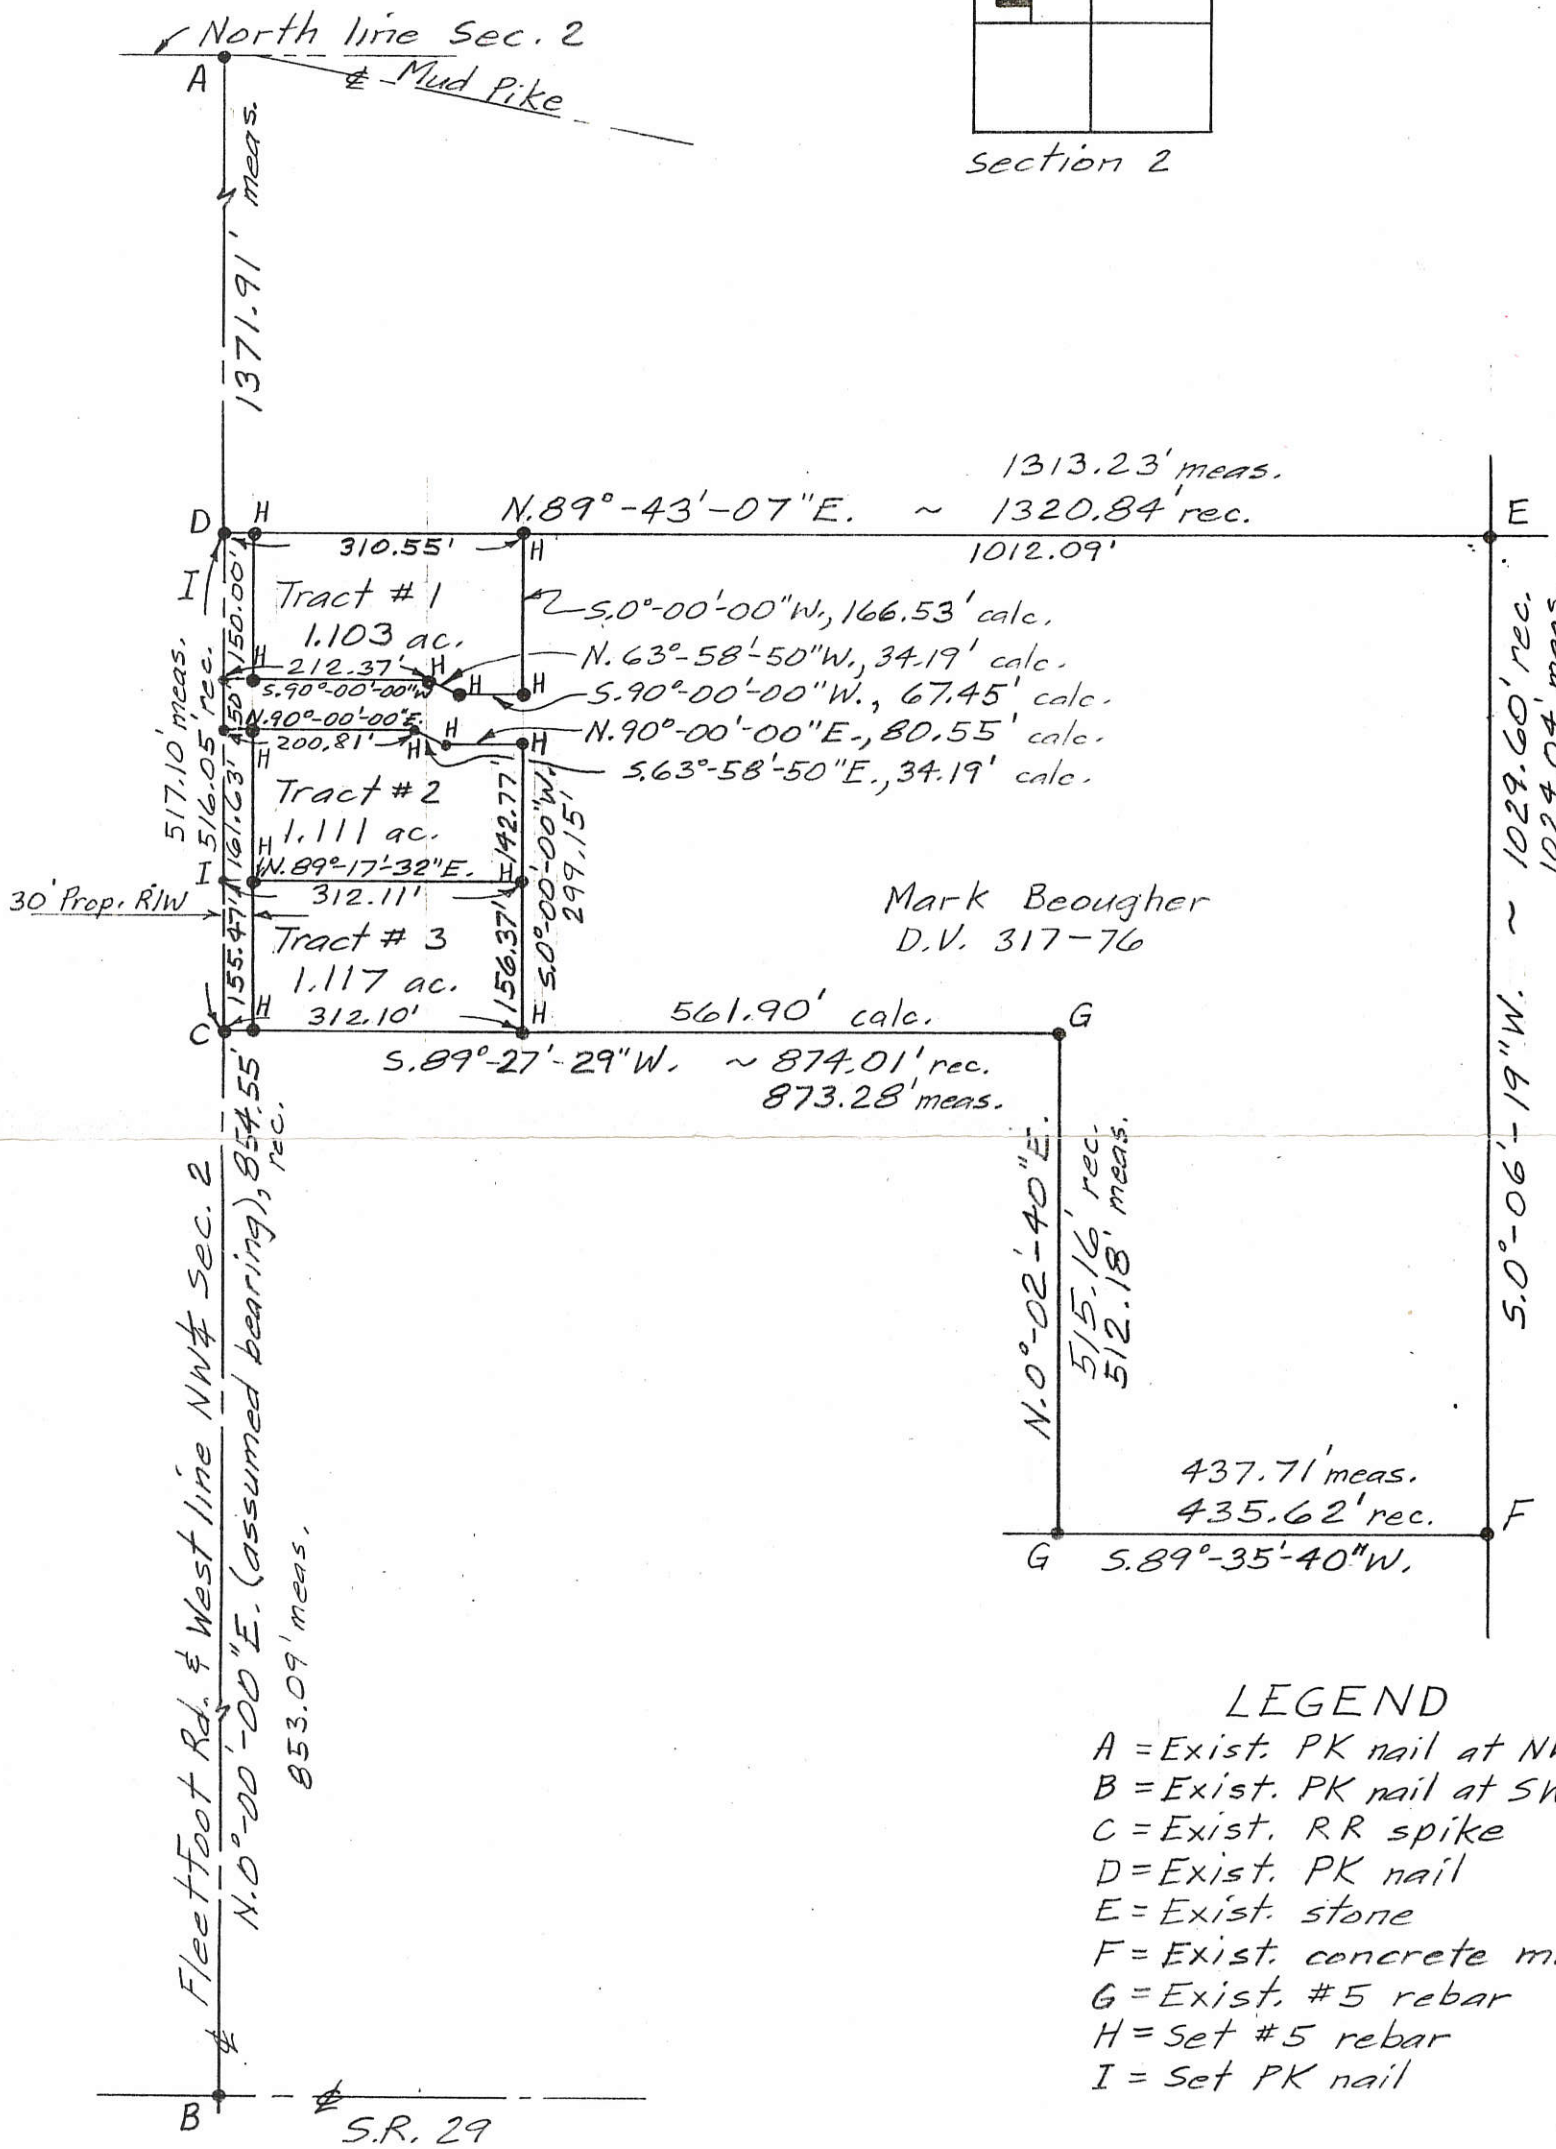 North line Sec. 2
A
℄ - Mud Pike
section 2
1371.91' meas.
1313.23' meas.
N.89°-43'-07"E. ~ 1320.84' rec.
D
H
E
310.55'
H
1012.09'
I
150.00'
Tract # 1
1.103 ac.
S.0°-00'-00"W., 166.53' calc.
N.63°-58'-50"W., 34.19' calc.
H
212.37'
H
H
H
S.90°-00'-00"W
S.90°-00'-00"W., 67.45' calc.
50'
N.90°-00'-00"E.
H
H
N.90°-00'-00"E., 80.55' calc.
200.81'
H
H
S.63°-58'-50"E., 34.19' calc.
517.10' meas.
516.05' rec.
161.63'
Tract # 2
1.111 ac.
142.77'
S.0°-00'-00"W.
299.15'
H
I
N.89°-17'-32"E.
H
312.11'
30' Prop. R/W
155.47'
Tract # 3
1.117 ac.
156.37'
Mark Beougher
D.V. 317-76
H
312.10'
H
561.90' calc.
G
C
S.89°-27'-29"W. ~ 874.01' rec.
873.28' meas.
S.0°-06'-19"W. ~ 1029.60' rec.
1024.04' meas.
N.0°-02'-40"E.
515.16' rec.
512.18' meas.
437.71' meas.
435.62' rec.
F
G
S.89°-35'-40"W.
Fleetfoot Rd. & West line NW¼ Sec. 2
N.0°-00'-00"E. (assumed bearing), 854.55'
rec.
853.09' meas.
℄
B
℄
S.R. 29
LEGEND
A = Exist. PK nail at
B = Exist. PK nail at
C = Exist. RR spike
D = Exist. PK nail
E = Exist. stone
F = Exist. concrete
G = Exist. #5 rebar
H = Set #5 rebar
I = Set PK nail